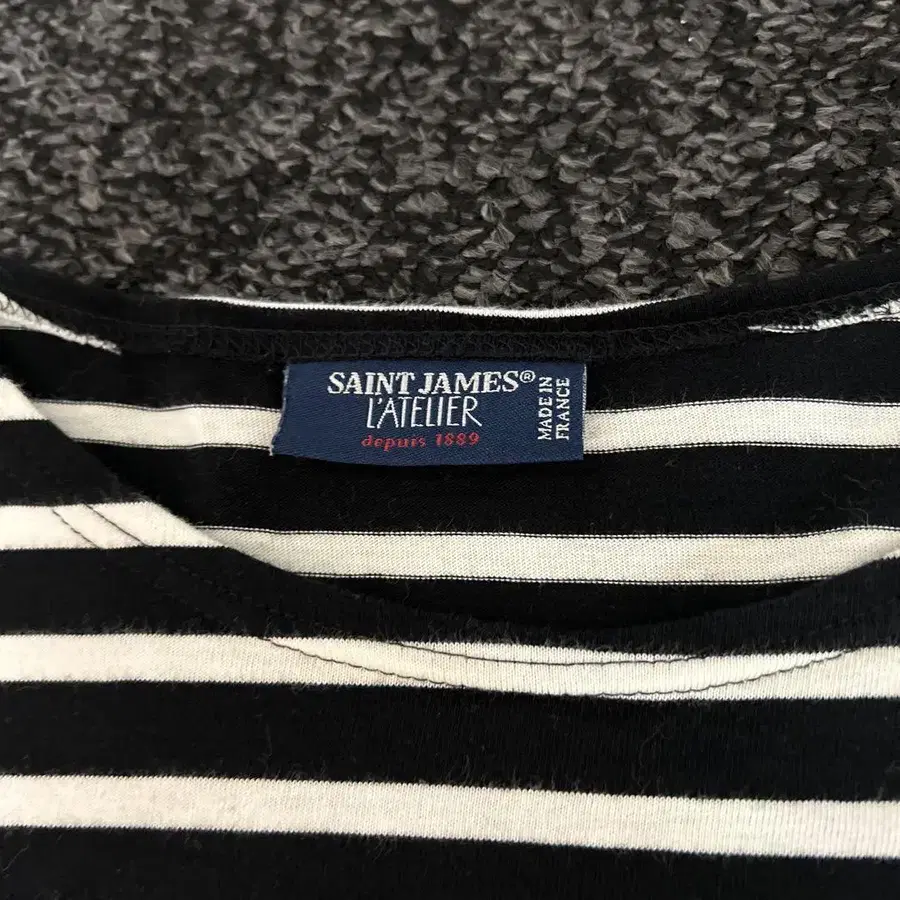 SAINT JAMES®
L'ATELIER
depuis 1889
MADE IN
FRANCE